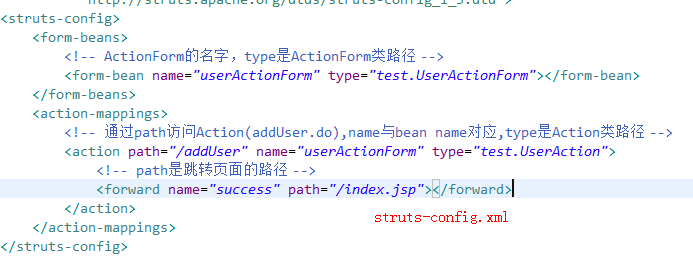 http://struts.apache.org/dtds/struts-config_1_3.dtd">
<struts-config>
<form-beans>
<!-- ActionForm的名字，type是ActionForm类路径 -->
<form-bean name="userActionForm" type="test.UserActionForm"></form-bean>
</form-beans>
<action-mappings>
<!-- 通过path访问Action(addUser.do),name与bean name对应,type是Action类路径 -->
<action path="/addUser" name="userActionForm" type="test.UserAction">
<!-- path是跳转页面的路径 -->
<forward name="success" path="/index.jsp"></forward>
</action>
struts-config.xml
</action-mappings>
</struts-config>